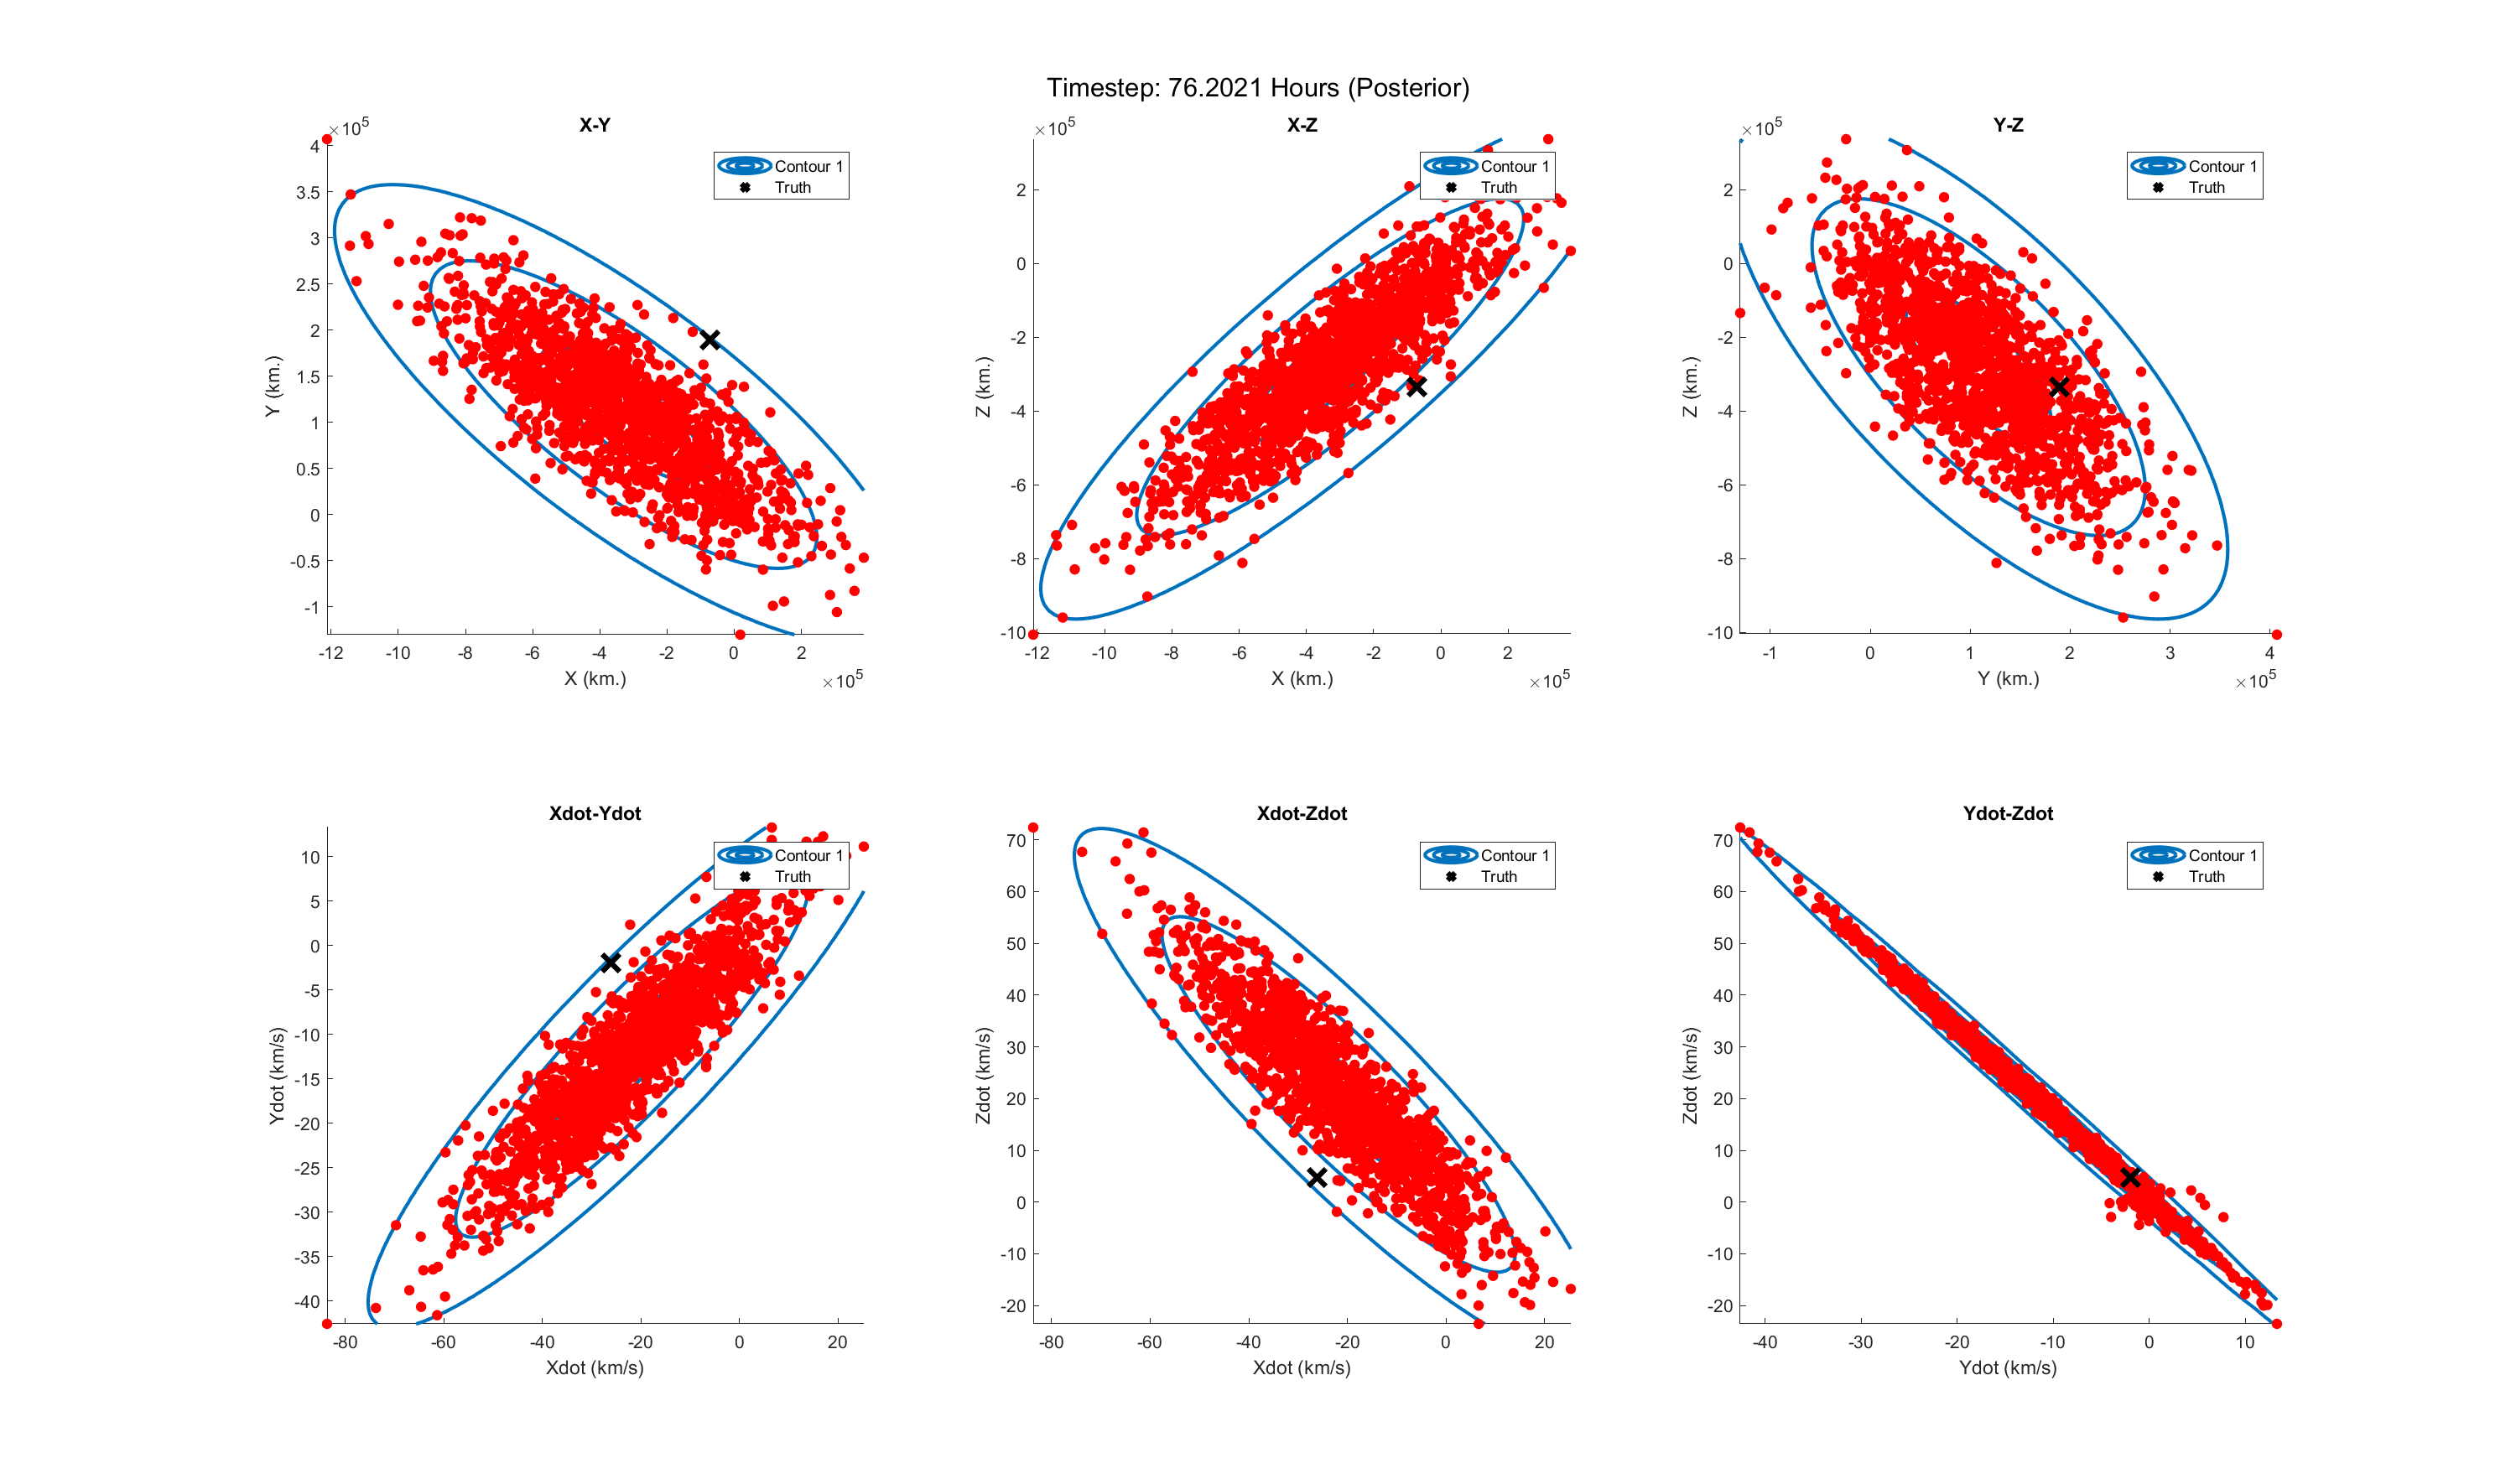 Timestep: 76.2021 Hours (Posterior)
X-Y
×10^5
4
3.5
3
2.5
2
1.5
1
0.5
0
-0.5
-1
Y (km.)
-12 -10 -8 -6 -4 -2 0 2
X (km.)
×10^5
Contour 1
Truth
X-Z
×10^5
2
0
-2
-4
-6
-8
-10
Z (km.)
-12 -10 -8 -6 -4 -2 0 2
X (km.)
×10^5
Contour 1
Truth
Y-Z
×10^5
2
0
-2
-4
-6
-8
-10
Z (km.)
-1 0 1 2 3 4
Y (km.)
×10^5
Contour 1
Truth
Xdot-Ydot
10
5
0
-5
-10
-15
-20
-25
-30
-35
-40
Ydot (km/s)
-80 -60 -40 -20 0 20
Xdot (km/s)
Contour 1
Truth
Xdot-Zdot
70
60
50
40
30
20
10
0
-10
-20
Zdot (km/s)
-80 -60 -40 -20 0 20
Xdot (km/s)
Contour 1
Truth
Ydot-Zdot
70
60
50
40
30
20
10
0
-10
-20
Zdot (km/s)
-40 -30 -20 -10 0 10
Ydot (km/s)
Contour 1
Truth